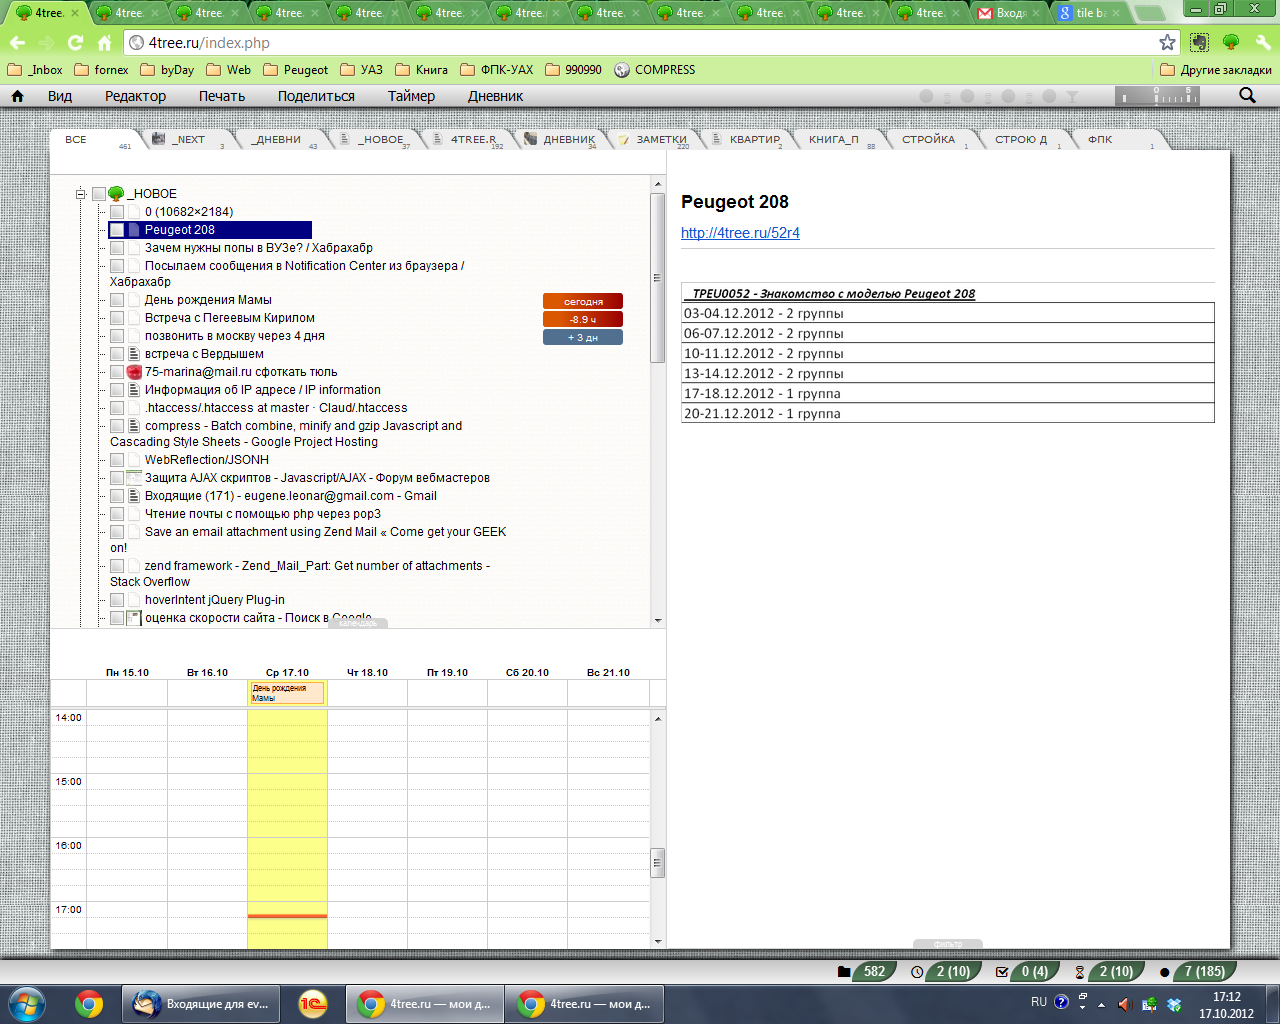 4tree. 4tree. 4tree. 4tree. 4tree. 4tree. 4tree. 4tree. 4tree. 4tree. 4tree. 4tree. Входя tile ba
4tree.ru/index.php
_Inbox fornex byDay Web Peugeot УАЗ Книга ФПК-УАХ 990990 COMPRESS Другие закладки
Вид Редактор Печать Поделиться Таймер Дневник 0 5
ВСЕ 461 _NEXT 3 _ДНЕВНИ 43 _НОВОЕ 37 4TREE.R 192 ДНЕВНИК 34 ЗАМЕТКИ 220 КВАРТИР 2 КНИГА_П 88 СТРОЙКА 1 СТРОЮ Д 1 ФПК 1
_НОВОЕ
0 (10682×2184)
Peugeot 208
Зачем нужны попы в ВУЗе? / Хабрахабр
Посылаем сообщения в Notification Center из браузера /
Хабрахабр
День рождения Мамы сегодня
Встреча с Пегеевым Кирилом -8.9 ч
позвонить в москву через 4 дня + 3 дн
встреча с Вердышем
75-marina@mail.ru сфоткать тюль
Информация об IP адресе / IP information
.htaccess/.htaccess at master · Claud/.htaccess
compress - Batch combine, minify and gzip Javascript and
Cascading Style Sheets - Google Project Hosting
WebReflection/JSONH
Защита AJAX скриптов - Javascript/AJAX - Форум вебмастеров
Входящие (171) - eugene.leonar@gmail.com - Gmail
Чтение почты с помощью php через pop3
Save an email attachment using Zend Mail « Come get your GEEK
on!
zend framework - Zend_Mail_Part: Get number of attachments -
Stack Overflow
hoverIntent jQuery Plug-in
оценка скорости сайта - Поиск в Google
календарь
Пн 15.10 Вт 16.10 Ср 17.10 Чт 18.10 Пт 19.10 Сб 20.10 Вс 21.10
День рождения
Мамы
14:00
15:00
16:00
17:00
Peugeot 208
http://4tree.ru/52r4
TPEU0052 - Знакомство с моделью Peugeot 208
03-04.12.2012 - 2 группы
06-07.12.2012 - 2 группы
10-11.12.2012 - 2 группы
13-14.12.2012 - 2 группы
17-18.12.2012 - 1 группа
20-21.12.2012 - 1 группа
фильтр
582 2 (10) 0 (4) 2 (10) 7 (185)
Входящие для ev... 1С 4tree.ru — мои д... 4tree.ru — мои д... RU 17:12
17.10.2012